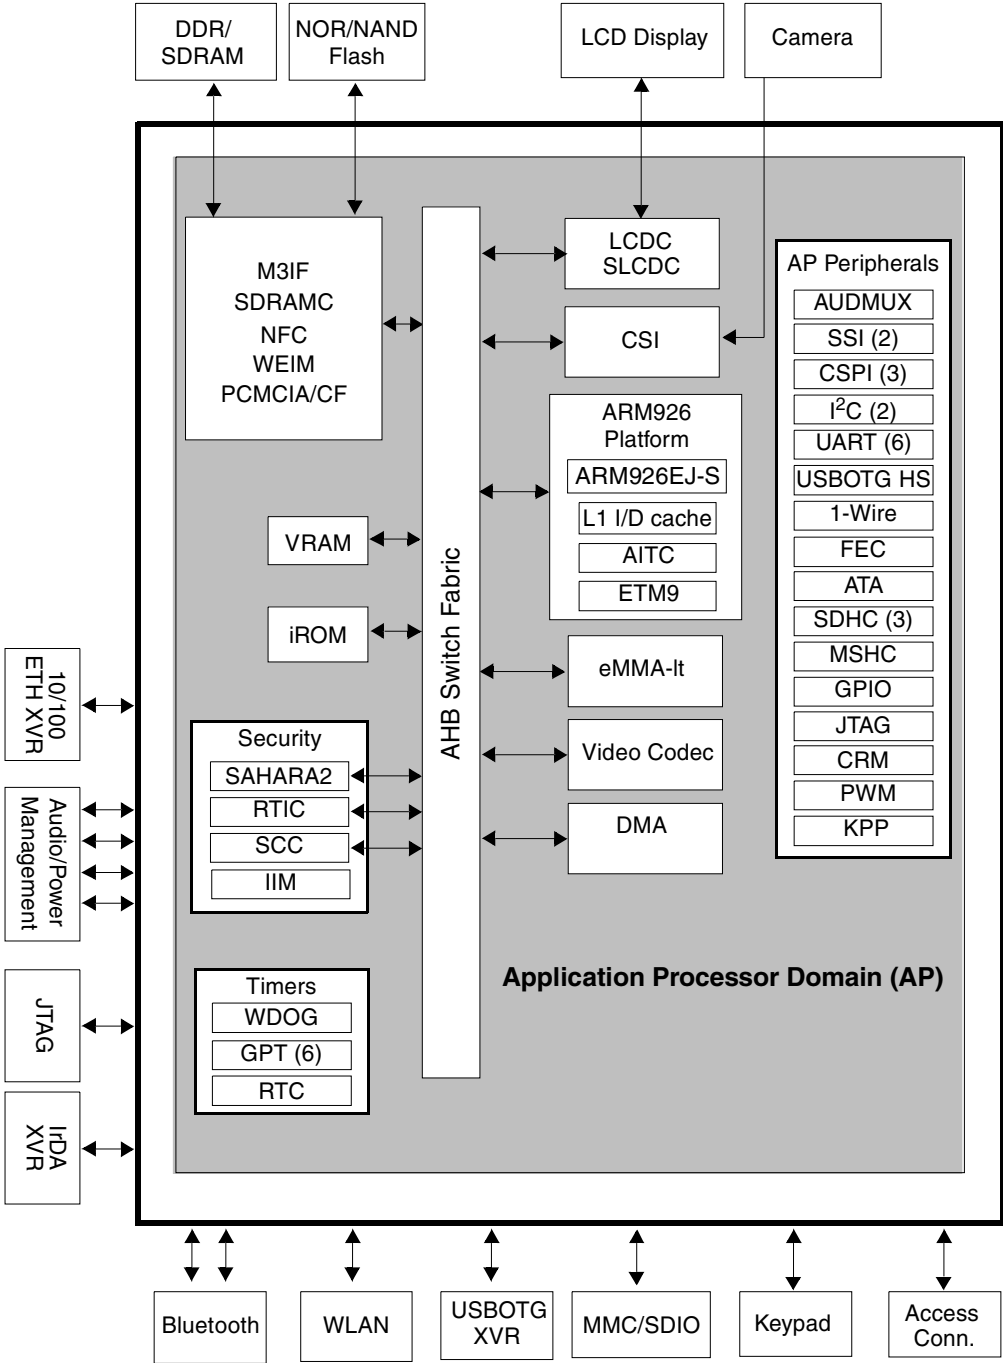 DDR/
SDRAM
NOR/NAND
Flash
LCD Display
Camera
M3IF
SDRAMC
NFC
WEIM
PCMCIA/CF
LCDC
SLCDC
CSI
ARM926
Platform
ARM926EJ-S
L1 I/D cache
AITC
ETM9
AP Peripherals
AUDMUX
SSI (2)
CSPI (3)
I2C (2)
UART (6)
USBOTG HS
1-Wire
FEC
ATA
SDHC (3)
MSHC
GPIO
JTAG
CRM
PWM
KPP
VRAM
iROM
AHB Switch Fabric
eMMA-lt
Video Codec
DMA
Security
SAHARA2
RTIC
SCC
IIM
Timers
WDOG
GPT (6)
RTC
Application Processor Domain (AP)
10/100
ETH XVR
Audio/Power
Management
JTAG
IrDA
XVR
Bluetooth
WLAN
USBOTG
XVR
MMC/SDIO
Keypad
Access
Conn.